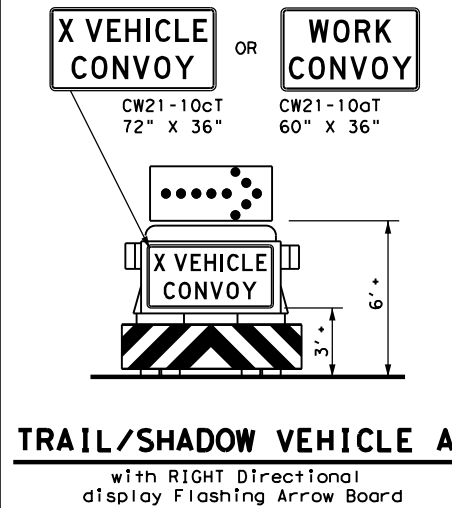 X VEHICLE
CONVOY
OR
WORK
CONVOY
CW21-10cT
72" X 36"
CW21-10aT
60" X 36"
X VEHICLE
CONVOY
6' +
3' +
TRAIL/SHADOW VEHICLE A
with RIGHT Directional
display Flashing Arrow Board